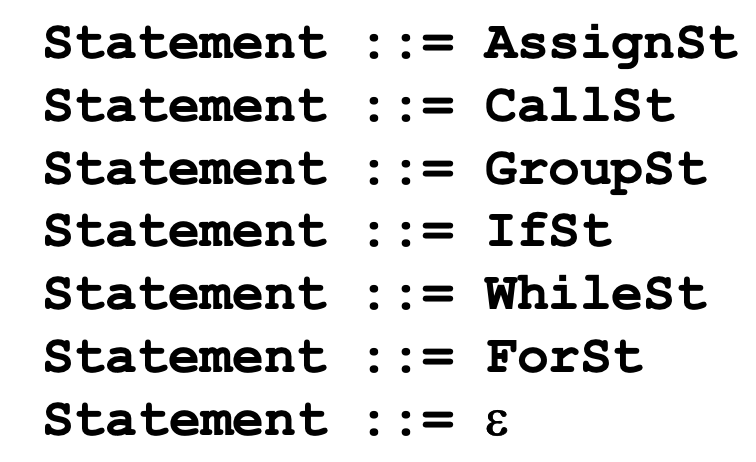 Statement ::= AssignSt
Statement ::= CallSt
Statement ::= GroupSt
Statement ::= IfSt
Statement ::= WhileSt
Statement ::= ForSt
Statement ::= ε